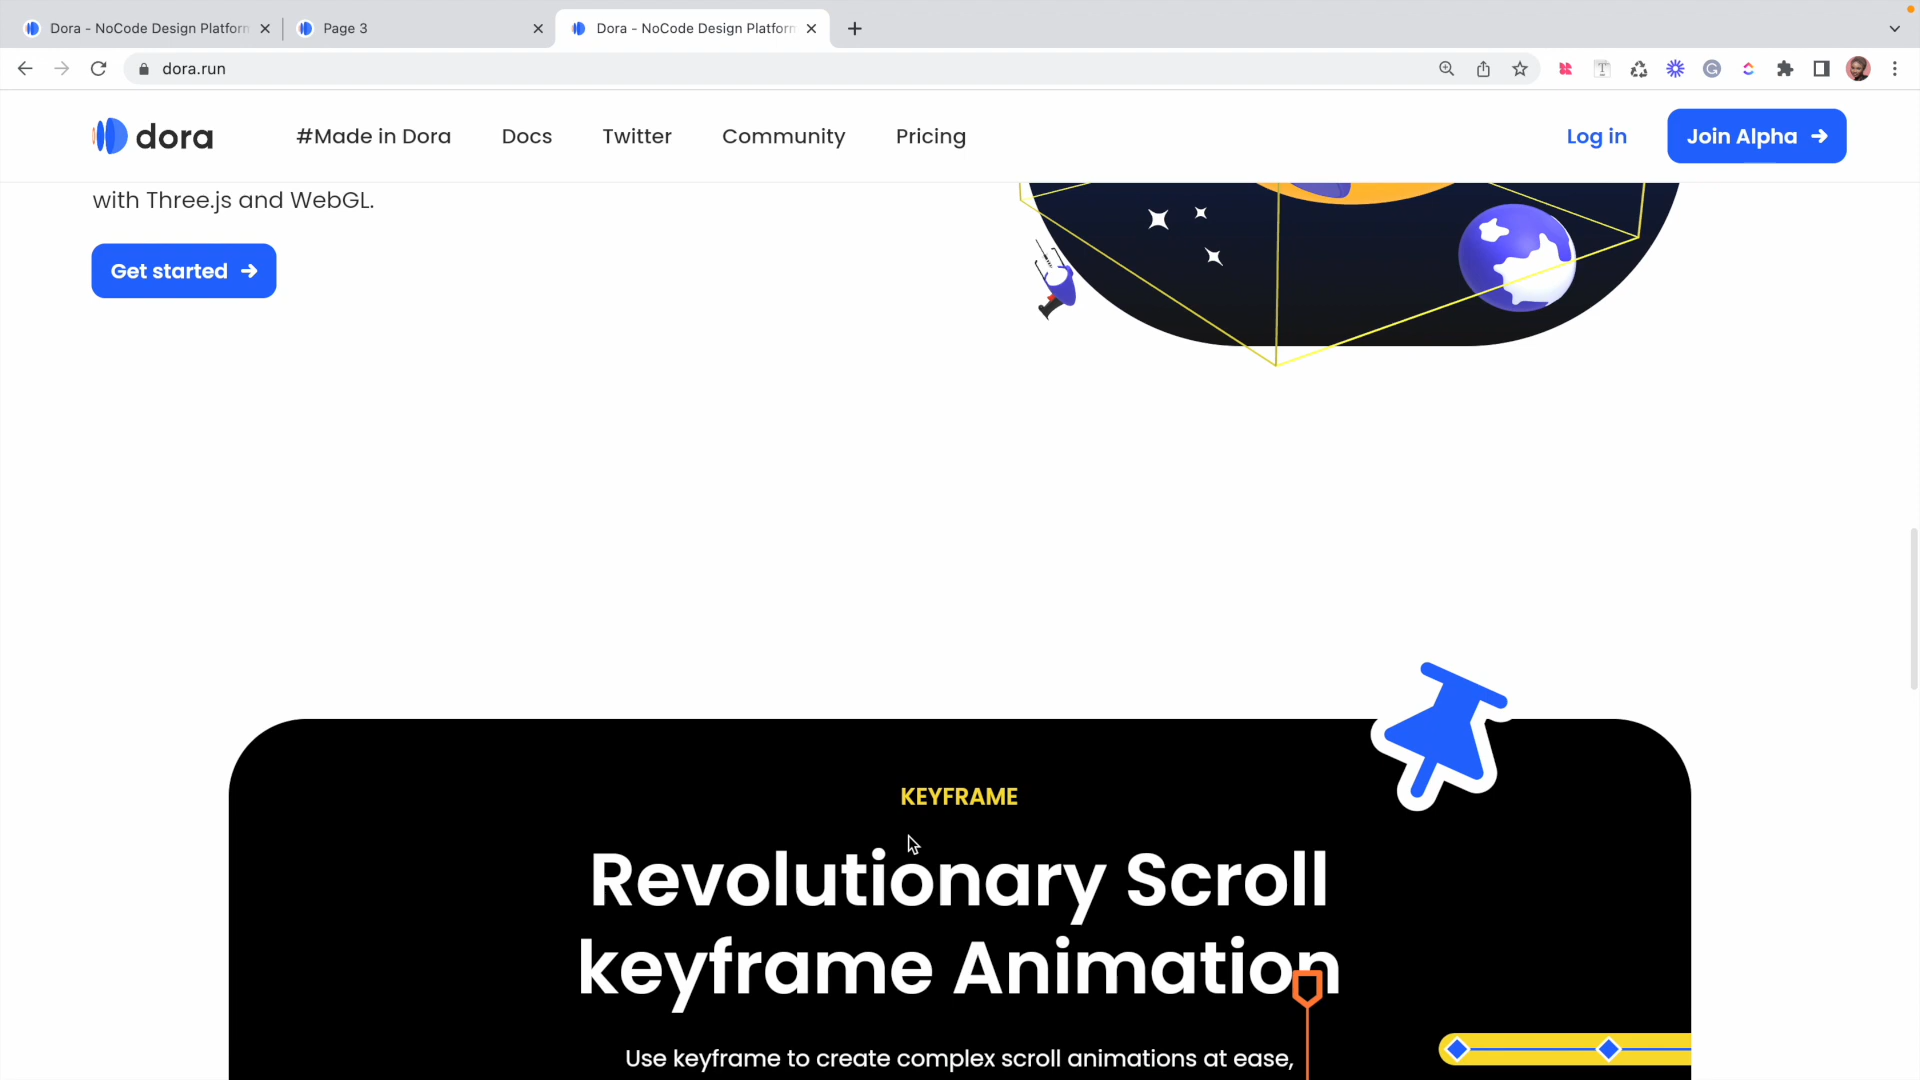 Dora - NoCode Design Platform
Page 3
Dora - NoCode Design Platform
dora.run
dora
#Made in Dora
Docs
Twitter
Community
Pricing
Log in
Join Alpha
with Three.js and WebGL.
Get started
KEYFRAME
Revolutionary Scroll
keyframe Animation
Use keyframe to create complex scroll animations at ease,